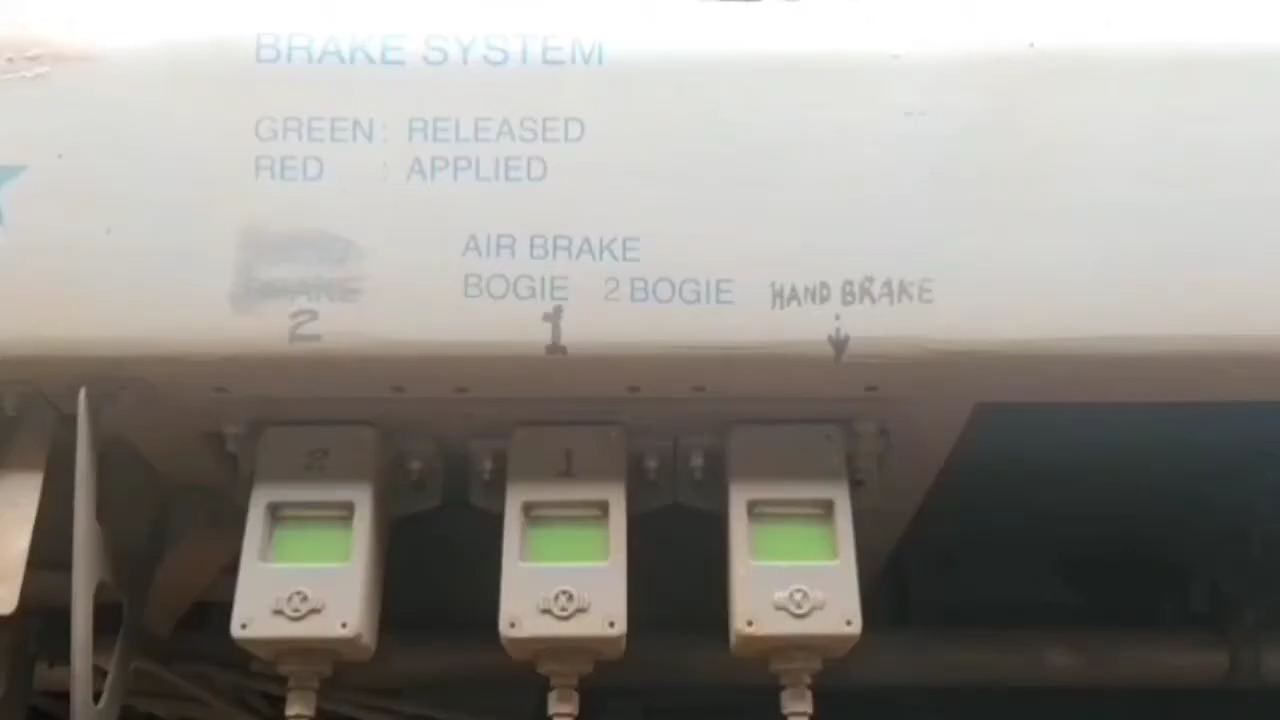 BRAKE SYSTEM
GREEN : RELEASED
RED : APPLIED
AIR BRAKE
BOGIE 2 BOGIE HAND BRAKE
2 1
2 1